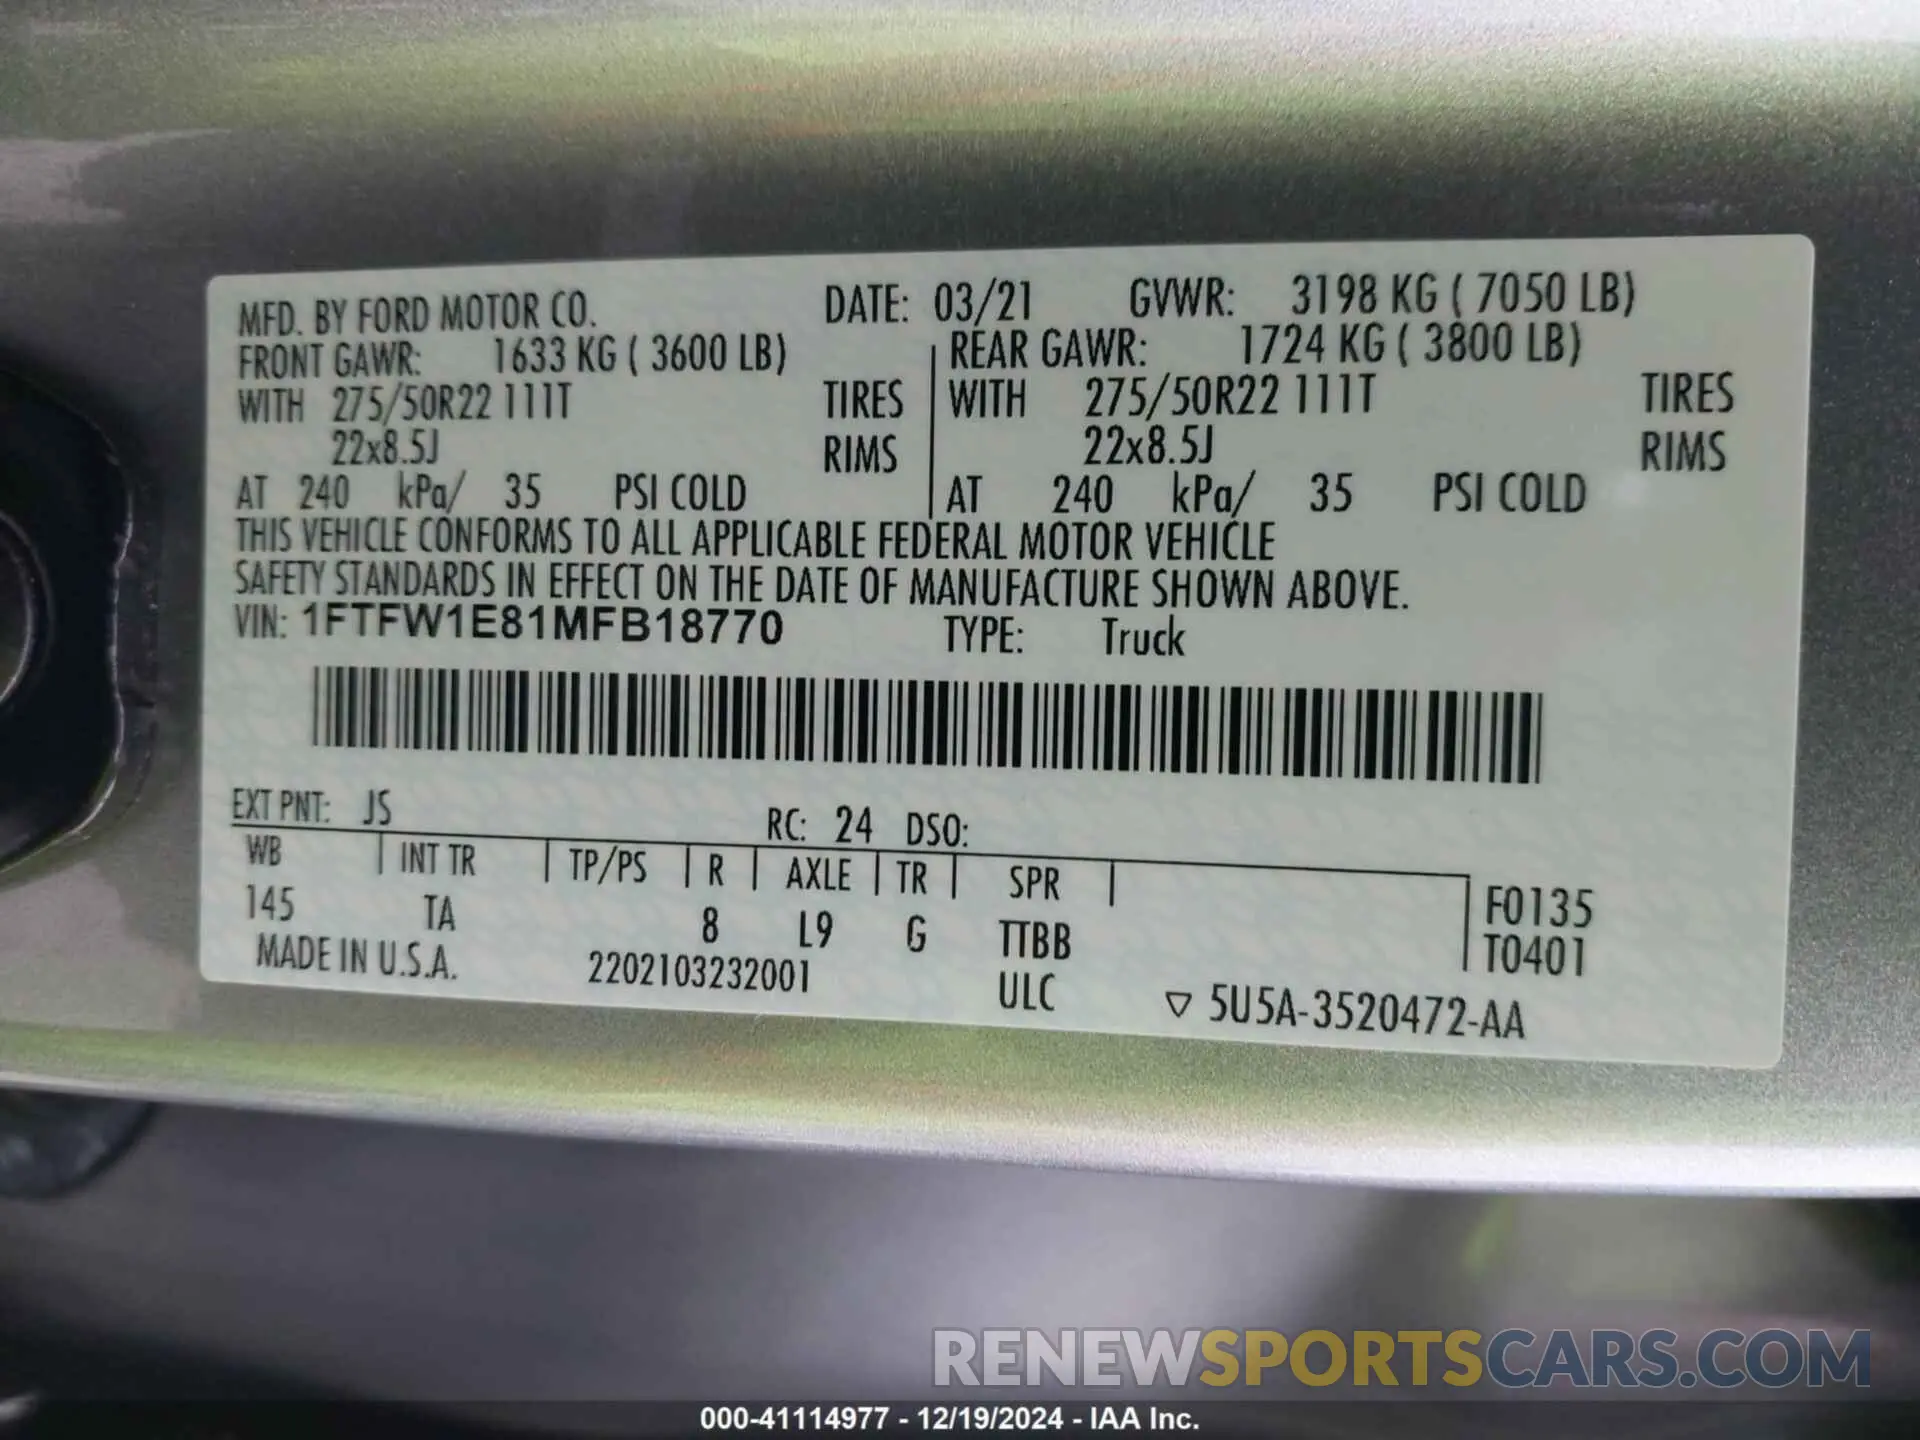 MFD. BY FORD MOTOR CO. DATE: 03/21 GVWR: 3198 KG ( 7050 LB)
FRONT GAWR: 1633 KG ( 3600 LB) REAR GAWR: 1724 KG ( 3800 LB)
WITH 275/50R22 111T TIRES WITH 275/50R22 111T TIRES
22x8.5J RIMS 22x8.5J RIMS
AT 240 kPa/ 35 PSI COLD AT 240 kPa/ 35 PSI COLD
THIS VEHICLE CONFORMS TO ALL APPLICABLE FEDERAL MOTOR VEHICLE
SAFETY STANDARDS IN EFFECT ON THE DATE OF MANUFACTURE SHOWN ABOVE.
VIN: 1FTFW1E81MFB18770 TYPE: Truck
EXT PNT: JS RC: 24 DSO:
WB INT TR TP/PS R AXLE TR SPR
145 TA 8 L9 G TTBB F0135
MADE IN U.S.A. 2202103232001 ULC T0401
▽ 5U5A-3520472-AA
RENEWSPORTSCARS.COM
000-41114977 - 12/19/2024 - IAA Inc.